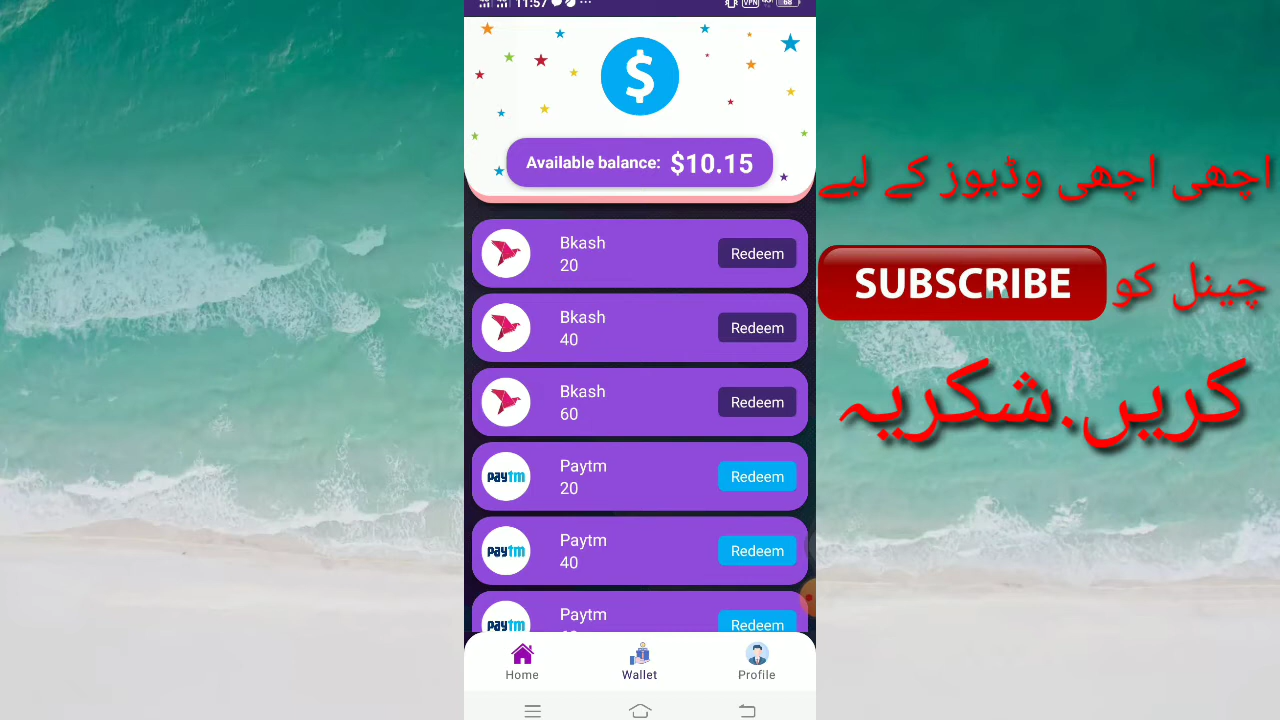 11:57
VPN
68
$
Available balance: $10.15
Bkash
20
Redeem
Bkash
40
Redeem
Bkash
60
Redeem
paytm
Paytm
20
Redeem
paytm
Paytm
40
Redeem
paytm
Paytm
Redeem
Home
Wallet
Profile
اچھی اچھی وڈیوز کے لیے
چینل کو SUBSCRIBE
کریں.شکریہ